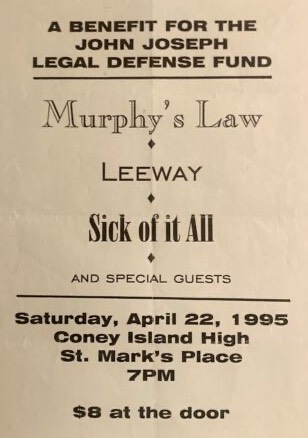 A BENEFIT FOR THE
JOHN JOSEPH
LEGAL DEFENSE FUND
Murphy's Law
LEEWAY
Sick of it All
AND SPECIAL GUESTS
Saturday, April 22, 1995
Coney Island High
St. Mark's Place
7PM
$8 at the door